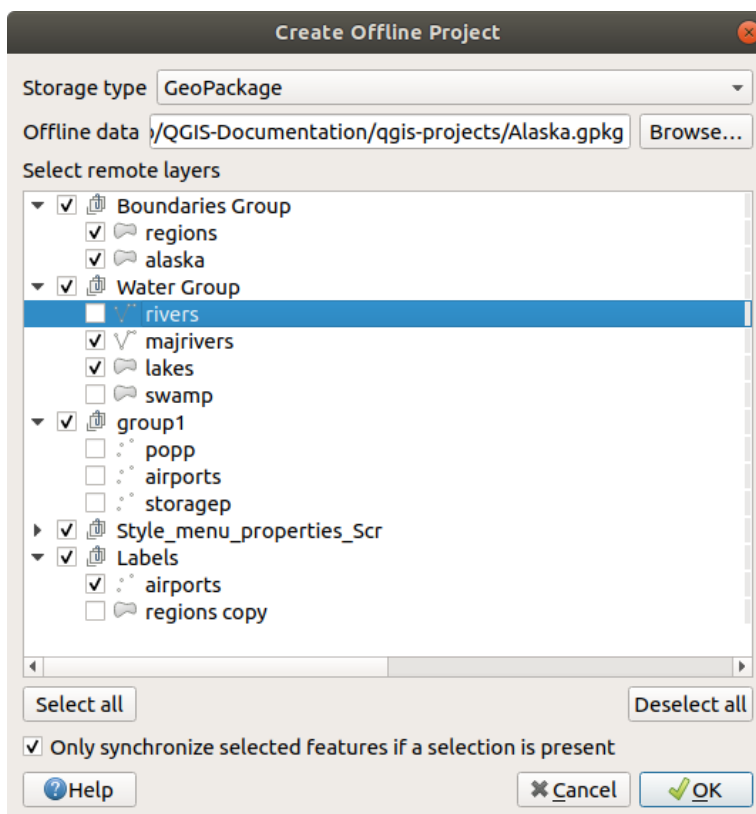 Create Offline Project
Storage type GeoPackage
Offline data )/QGIS-Documentation/qgis-projects/Alaska.gpkg Browse...
Select remote layers
Boundaries Group
regions
alaska
Water Group
rivers
majrivers
lakes
swamp
group1
popp
airports
storagep
Style_menu_properties_Scr
Labels
airports
regions copy
Select all Deselect all
Only synchronize selected features if a selection is present
Help Cancel OK